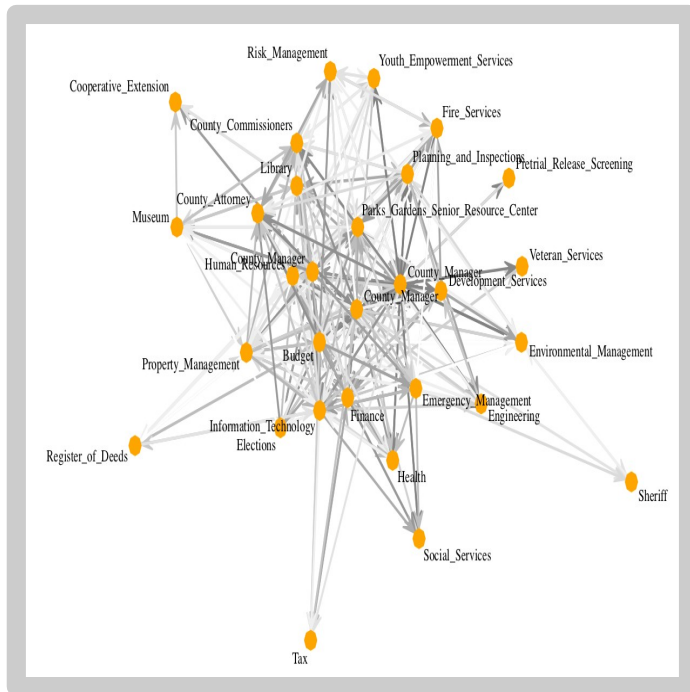 Risk_Management
Youth_Empowerment_Services
Cooperative_Extension
Fire_Services
County_Commissioners
Planning_and_Inspections
Pretrial_Release_Screening
Library
County_Attorney
Museum
Parks_Gardens_Senior_Resource_Center
Veteran_Services
County_Manager
Human_Resources
County_Manager
Development_Services
County_Manager
Environmental_Management
Budget
Property_Management
Emergency_Management
Engineering
Finance
Information_Technology
Elections
Register_of_Deeds
Health
Sheriff
Social_Services
Tax